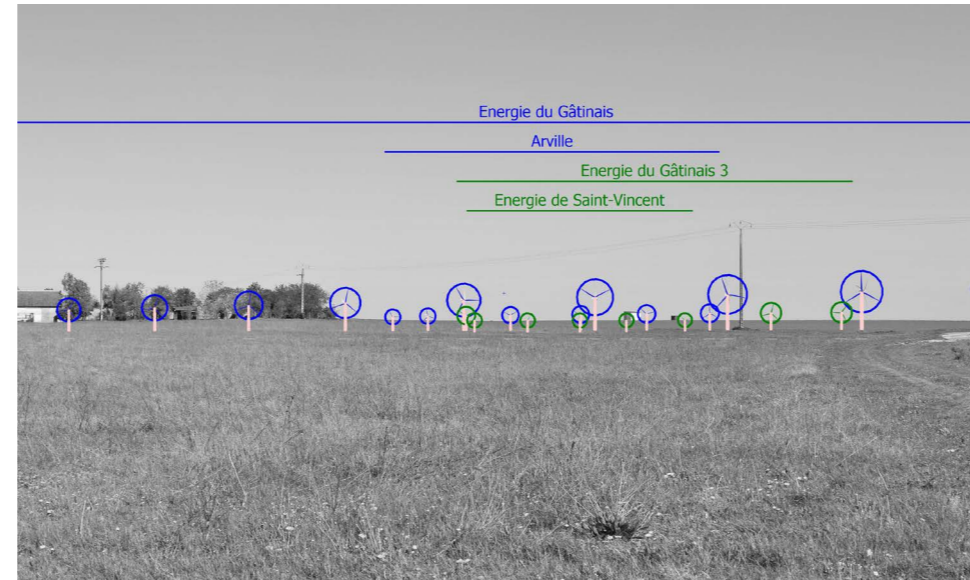 Energie du Gâtinais
Arville
Energie du Gâtinais 3
Energie de Saint-Vincent